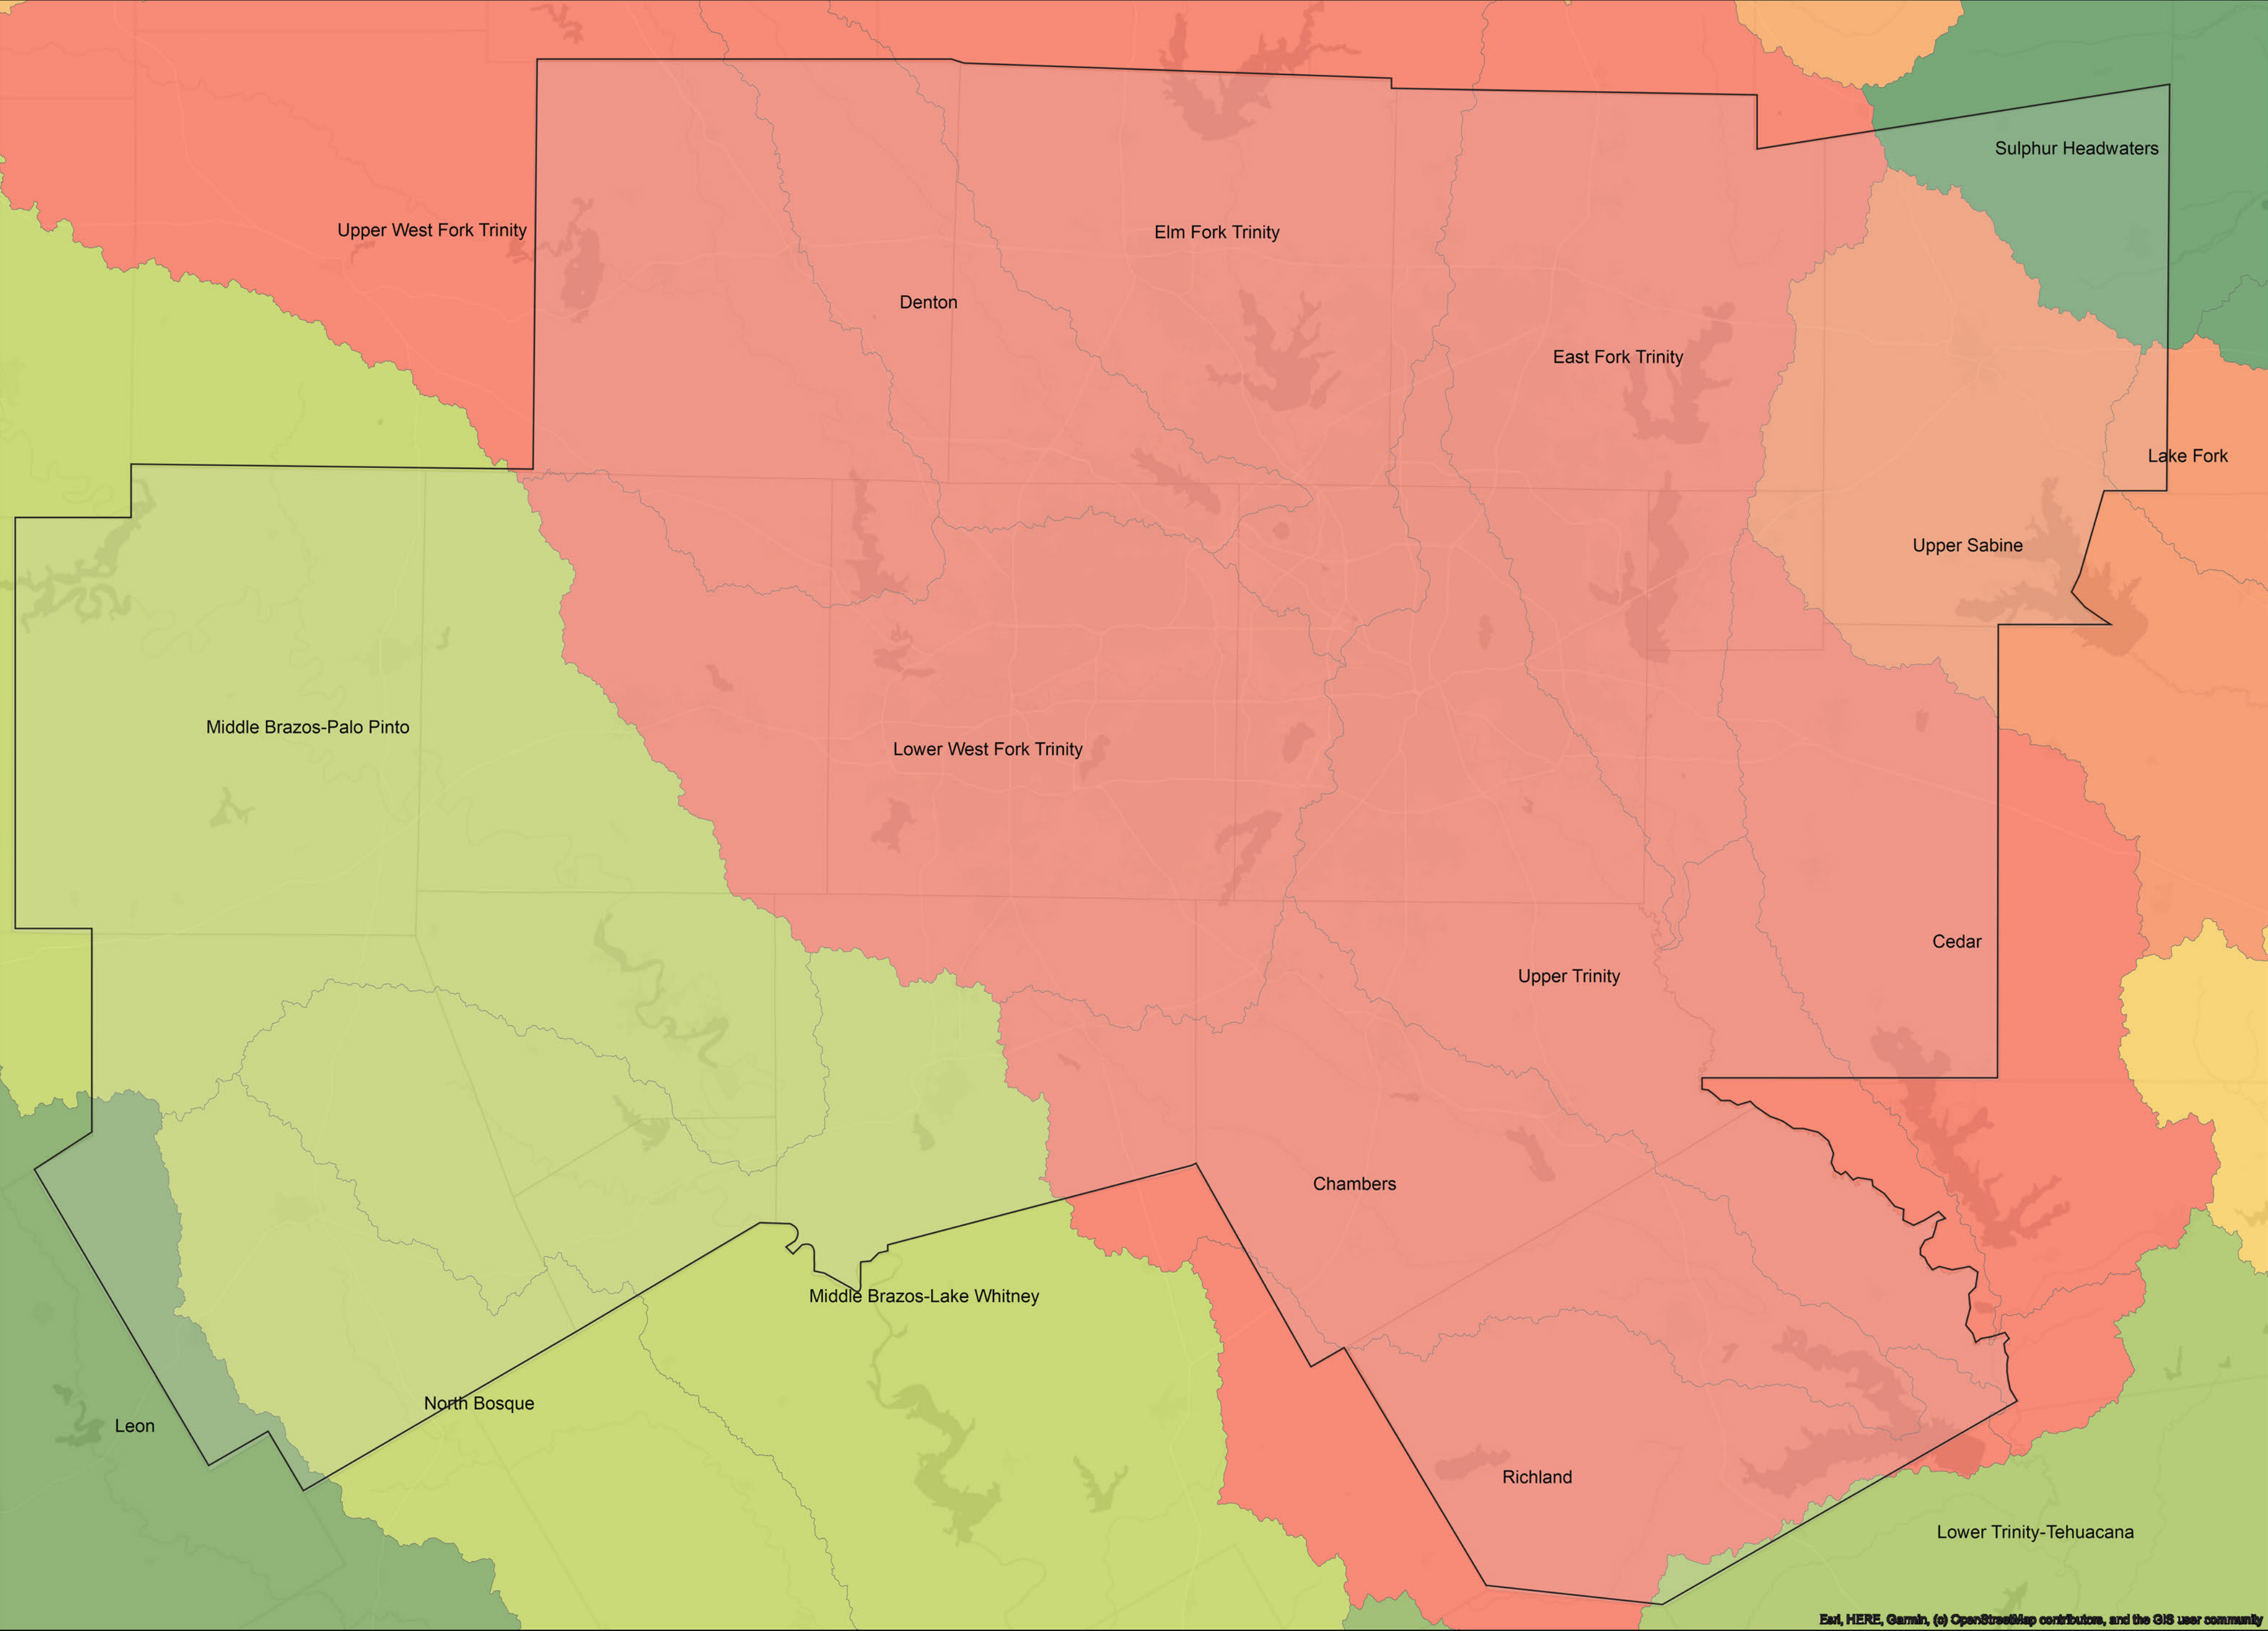 Sulphur Headwaters
Upper West Fork Trinity
Elm Fork Trinity
Denton
East Fork Trinity
Lake Fork
Upper Sabine
Middle Brazos-Palo Pinto
Lower West Fork Trinity
Cedar
Upper Trinity
Chambers
Middle Brazos-Lake Whitney
North Bosque
Leon
Richland
Lower Trinity-Tehuacana
Esri, HERE, Garmin, (c) OpenStreetMap contributors, and the GIS user community